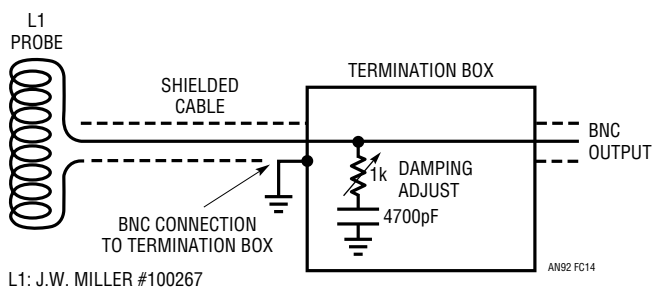 L1
PROBE
SHIELDED
CABLE
TERMINATION BOX
BNC
OUTPUT
1k
DAMPING
ADJUST
4700pF
BNC CONNECTION
TO TERMINATION BOX
AN92 FC14
L1: J.W. MILLER #100267